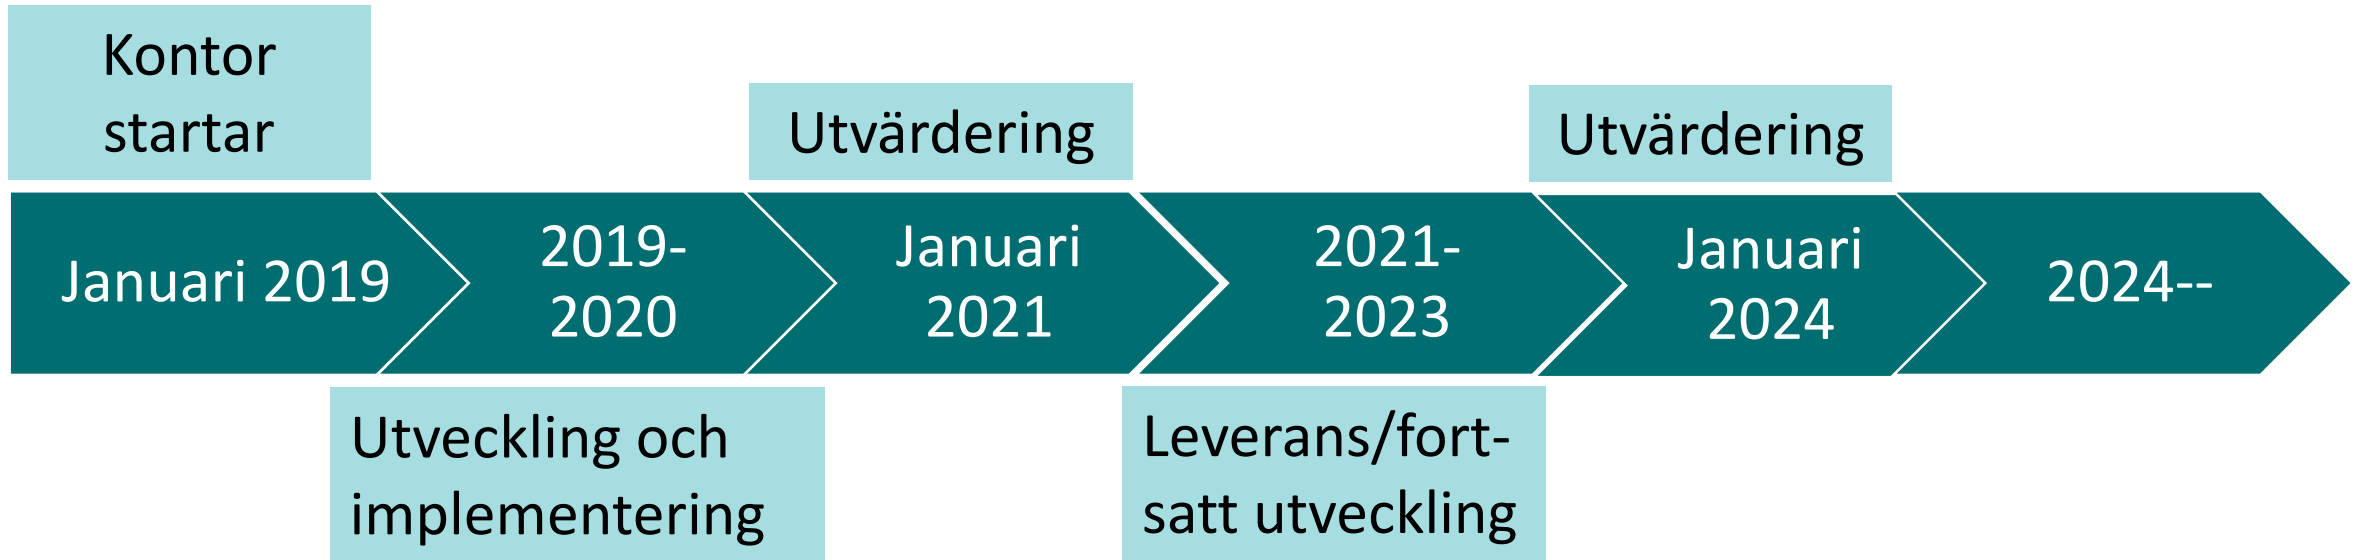 Kontor
startar
Utvärdering
Utvärdering
Januari 2019
2019-
2020
Januari
2021
2021-
2023
Januari
2024
2024--
Utveckling och
implementering
Leverans/fort-
satt utveckling